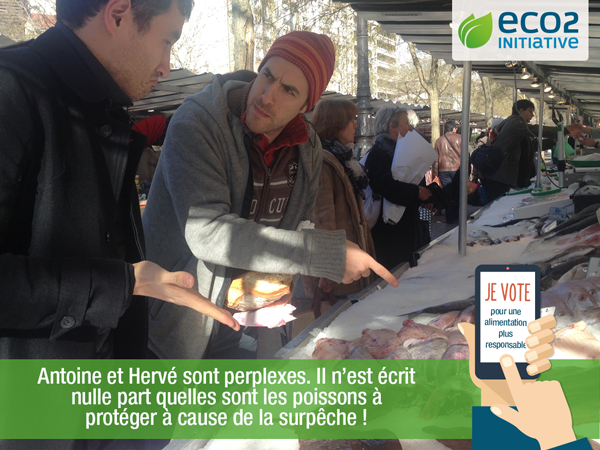 eco2
INITIATIVE
JE VOTE
pour une
alimentation
plus
responsable
Antoine et Hervé sont perplexes. Il n'est écrit
nulle part quelles sont les poissons à
protéger à cause de la surpêche !